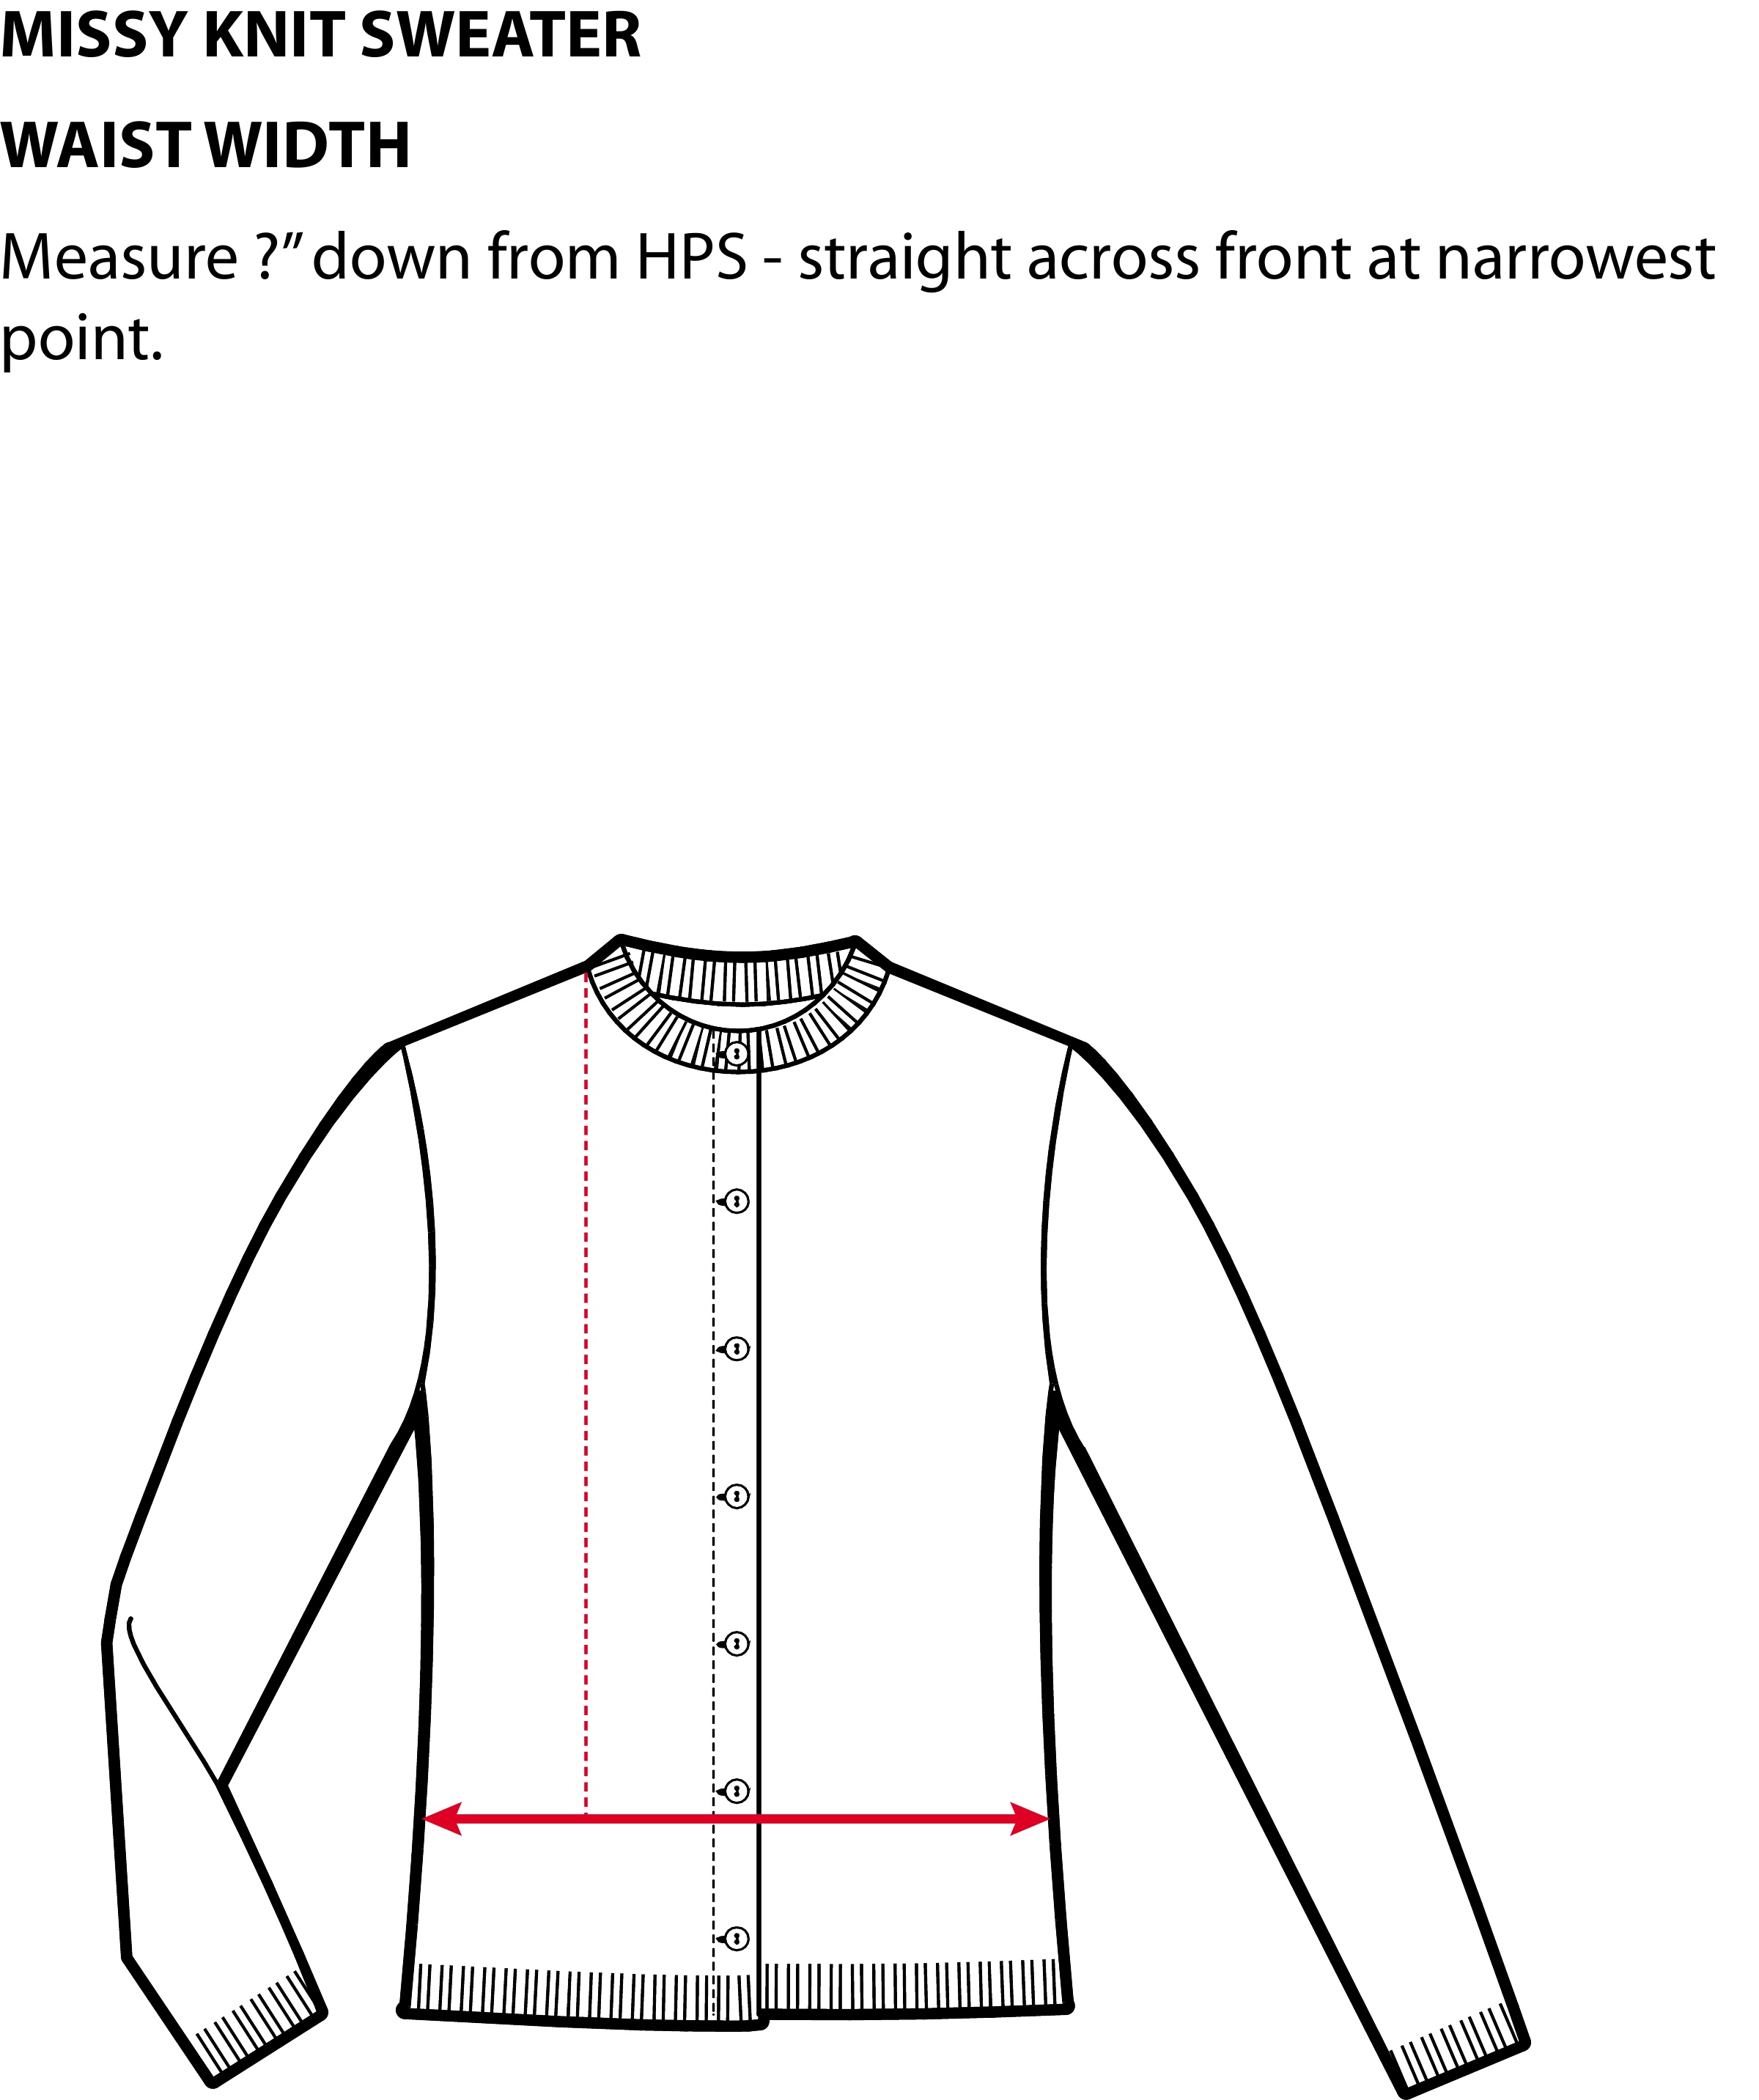 MISSY KNIT SWEATER
WAIST WIDTH
Measure ?” down from HPS - straight across front at narrowest
point.